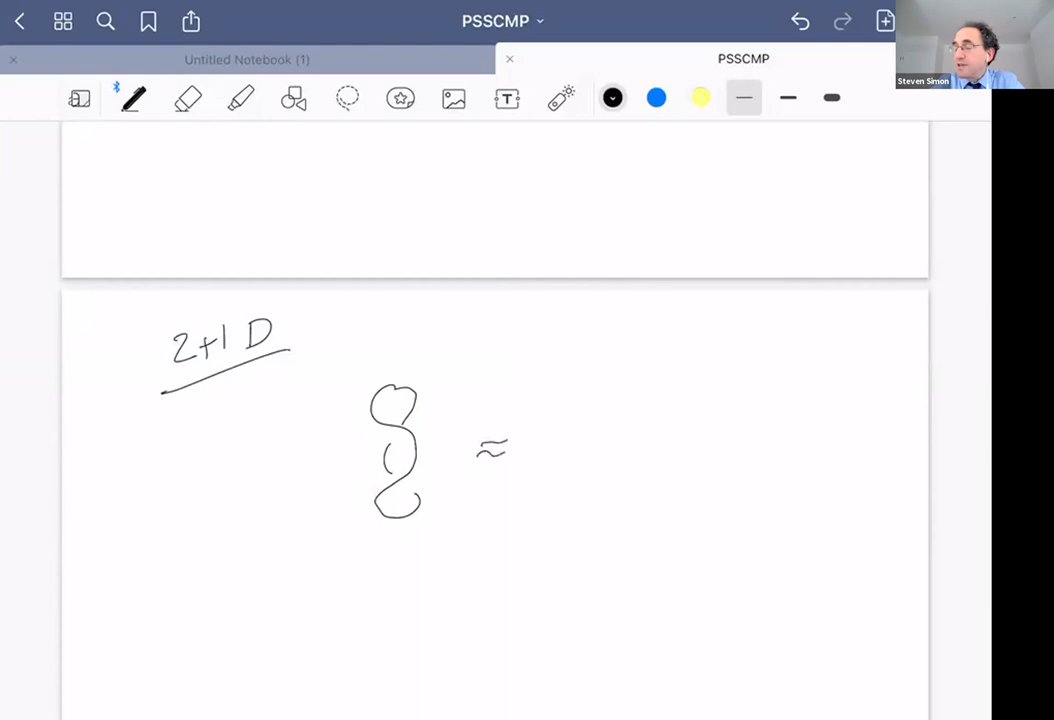 PSSCMP
Untitled Notebook (1)
PSSCMP
Steven Simon
T
2+1 D
≈